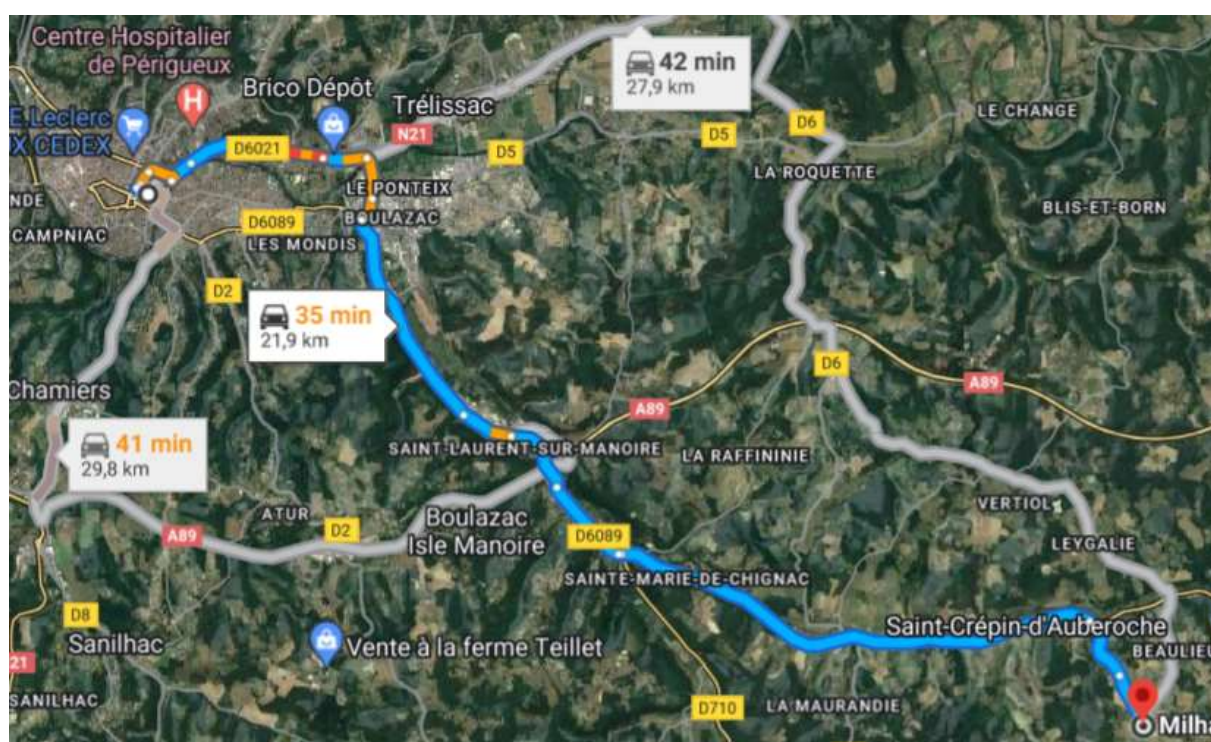 Centre Hospitalier
de Périgueux
Brico Dépôt
E.Leclerc
X CEDEX
Trélissac
42 min
27,9 km
D6021
N21
D5
D5
D6
LE CHANGE
LA ROQUETTE
NDE
CAMPNIAC
LE PONTEIX
BOULAZAC
D6089
LES MONDIS
BLIS-ET-BORN
D2
35 min
21,9 km
Chamiers
D6
A89
A89
41 min
29,8 km
SAINT-LAURENT-SUR-MANOIRE
LA RAFFININIE
VERTIOL
ATUR
D2
A89
Boulazac
Isle Manoire
D6089
LEYGALIE
SAINTE-MARIE-DE-CHIGNAC
D8
Sanilhac
Vente à la ferme Teillet
Saint-Crépin-d'Auberoche
BEAULIEU
21
SANILHAC
D710
LA MAURANDIE
Milha